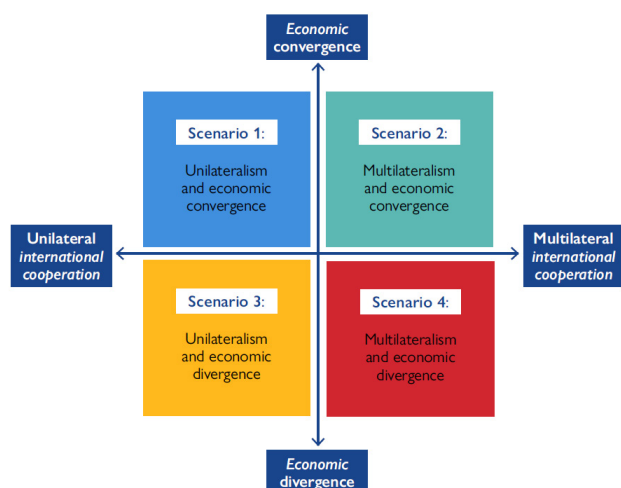 Economic
convergence
Scenario 1:
Unilateralism
and economic
convergence
Scenario 2:
Multilateralism
and economic
convergence
Unilateral
international
cooperation
Multilateral
international
cooperation
Scenario 3:
Unilateralism
and economic
divergence
Scenario 4:
Multilateralism
and economic
divergence
Economic
divergence